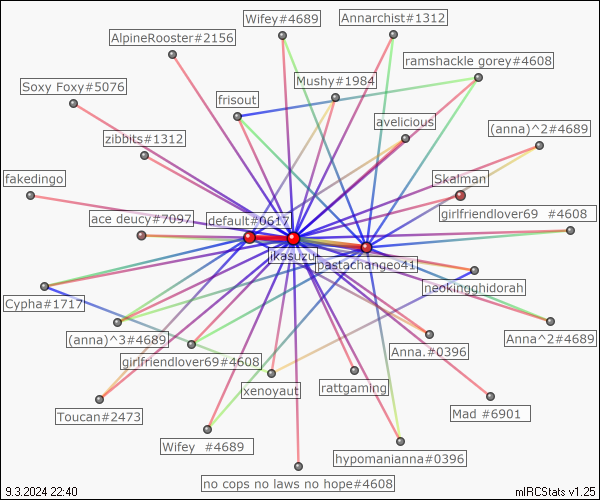 Wifey#4689
Annarchist#1312
AlpineRooster#2156
ramshackle gorey#4608
Soxy Foxy#5076
Mushy#1984
frisout
avelicious
(anna)^2#4689
zibbits#1312
fakedingo
Skalman
ace deucy#7097
default#0617
girlfriendlover69 #4608
ikasuzu
pastachange041
neokingghidorah
Cypha#1717
(anna)^3#4689
Anna.#0396
Anna^2#4689
girlfriendlover69#4608
xenoyaut
rattgaming
Toucan#2473
Mad #6901
Wifey  #4689
hypomanianna#0396
no cops no laws no hope#4608
9.3.2024 22:40
mIRCStats v1.25